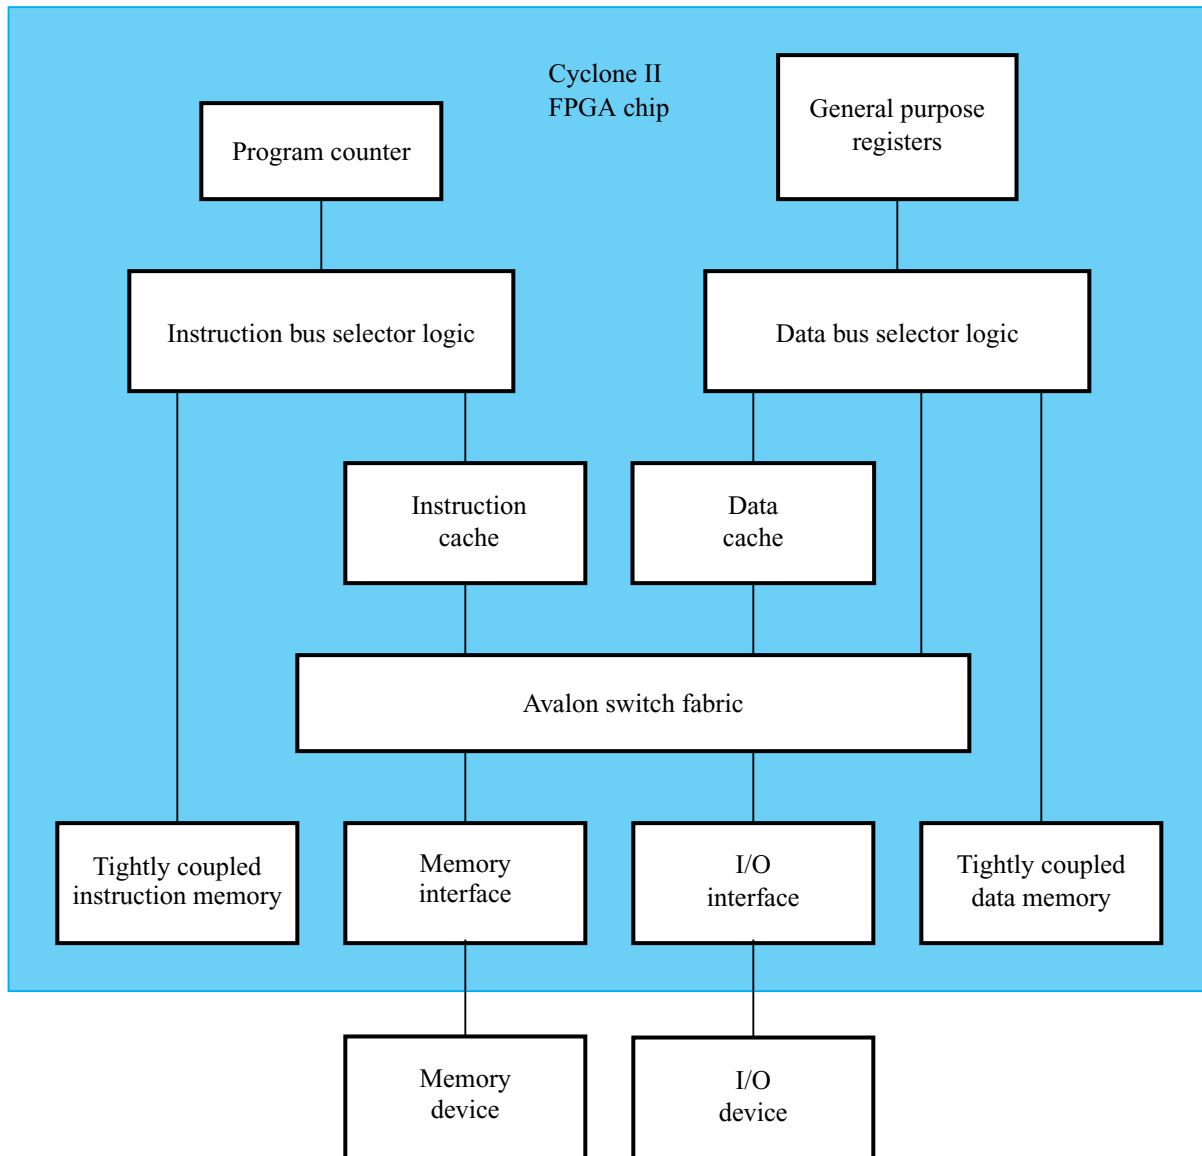 Cyclone II
FPGA chip
General purpose
registers
Program counter
Instruction bus selector logic
Data bus selector logic
Instruction
cache
Data
cache
Avalon switch fabric
Tightly coupled
instruction memory
Memory
interface
I/O
interface
Tightly coupled
data memory
Memory
device
I/O
device